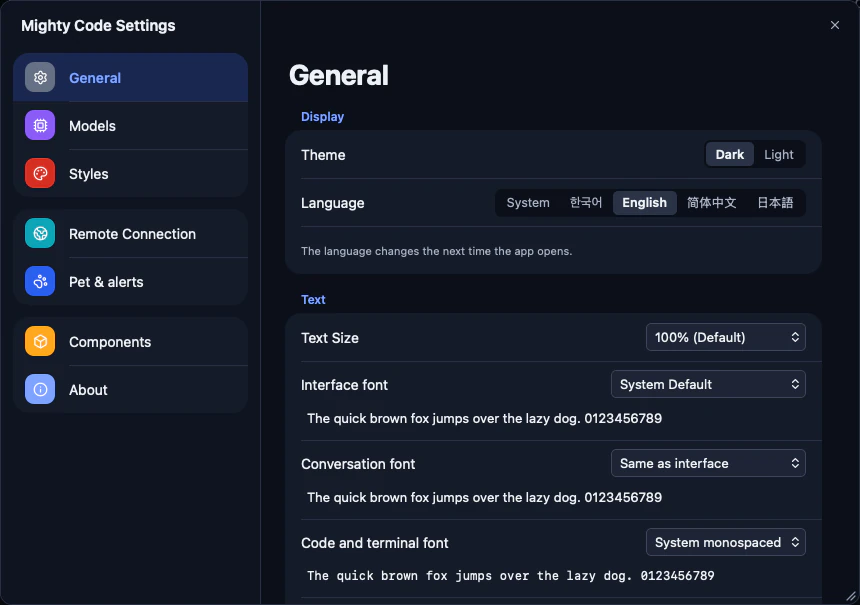 Mighty Code Settings
General
Models
Styles
Remote Connection
Pet & alerts
Components
About
General
Display
Theme
Dark Light
Language
System 한국어 English 简体中文 日本語
The language changes the next time the app opens.
Text
Text Size
100% (Default)
Interface font
System Default
The quick brown fox jumps over the lazy dog. 0123456789
Conversation font
Same as interface
The quick brown fox jumps over the lazy dog. 0123456789
Code and terminal font
System monospaced
The quick brown fox jumps over the lazy dog. 0123456789